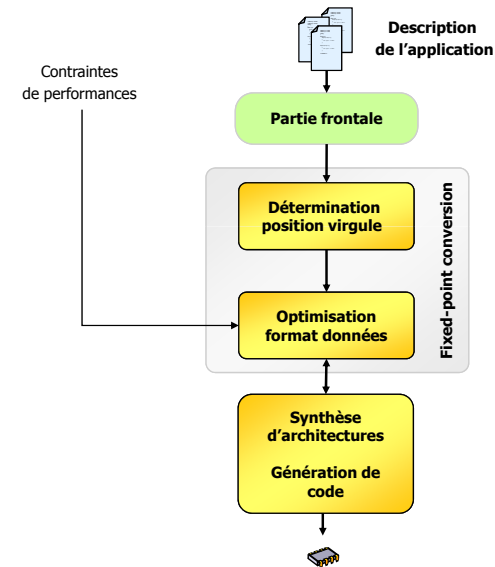 Description
de l'application
Contraintes
de performances
Partie frontale
Détermination
position virgule
Fixed-point conversion
Optimisation
format données
Synthèse
d'architectures
Génération de
code